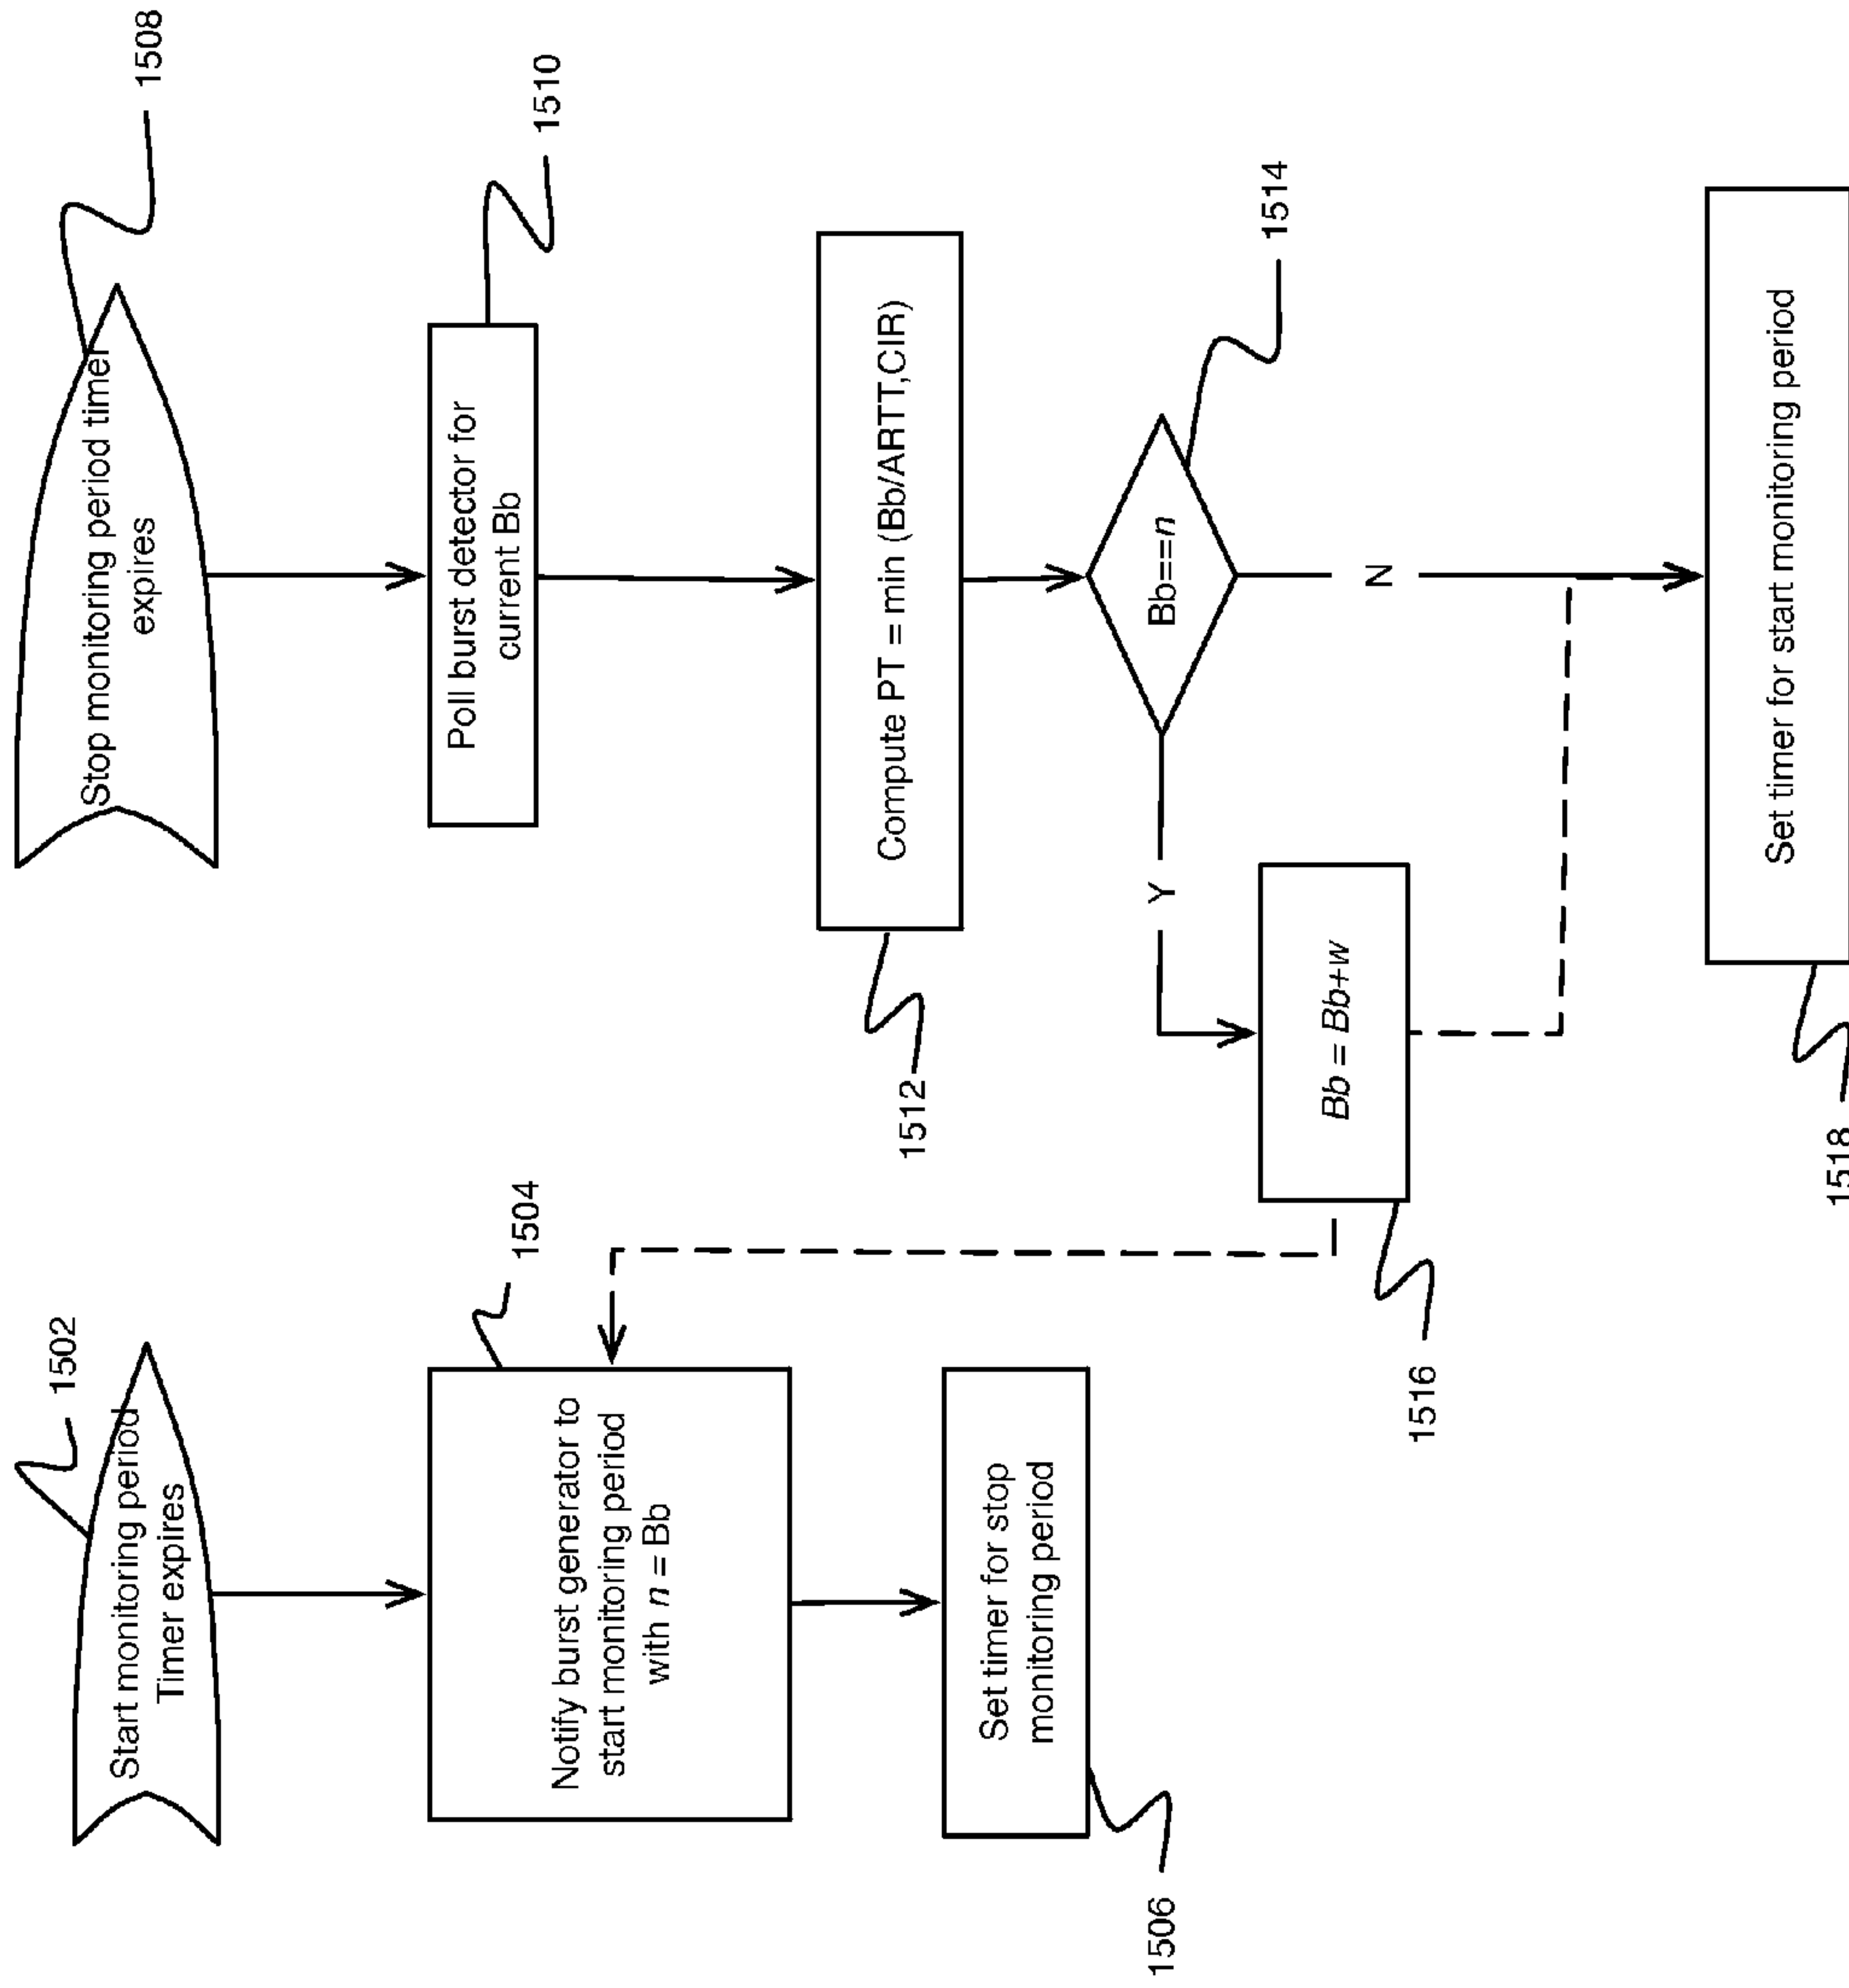 1502
Start monitoring period
Timer expires
1504
Notify burst generator to
start monitoring period
with n = Bb
Set timer for stop
monitoring period
1506
1508
Stop monitoring period timer
expires
1510
Poll burst detector for
current Bb
1512
Compute PT = min (Bb/ARTT,CIR)
1514
Bb==n
Y
N
Bb = Bb+w
1516
Set timer for start monitoring period
1518